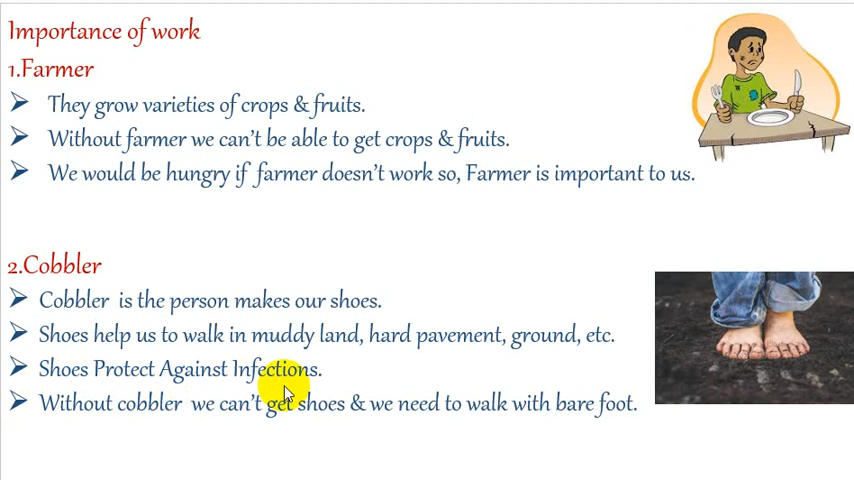 Importance of work
1.Farmer
They grow varieties of crops & fruits.
Without farmer we can't be able to get crops & fruits.
We would be hungry if farmer doesn't work so, Farmer is important to us.
2.Cobbler
Cobbler is the person makes our shoes.
Shoes help us to walk in muddy land, hard pavement, ground, etc.
Shoes Protect Against Infections.
Without cobbler we can't get shoes & we need to walk with bare foot.